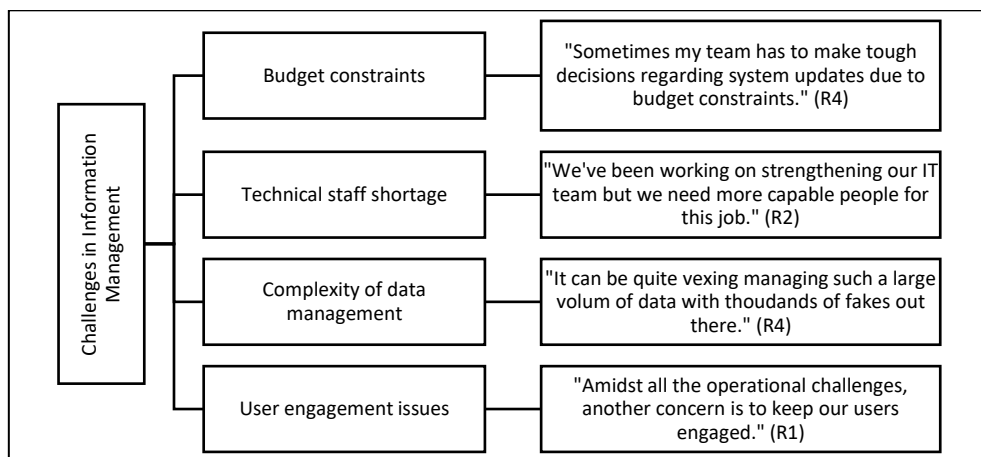 Challenges in Information
Management
Budget constraints
"Sometimes my team has to make tough
decisions regarding system updates due to
budget constraints." (R4)
Technical staff shortage
"We've been working on strengthening our IT
team but we need more capable people for
this job." (R2)
Complexity of data
management
"It can be quite vexing managing such a large
volum of data with thoudands of fakes out
there." (R4)
User engagement issues
"Amidst all the operational challenges,
another concern is to keep our users
engaged." (R1)